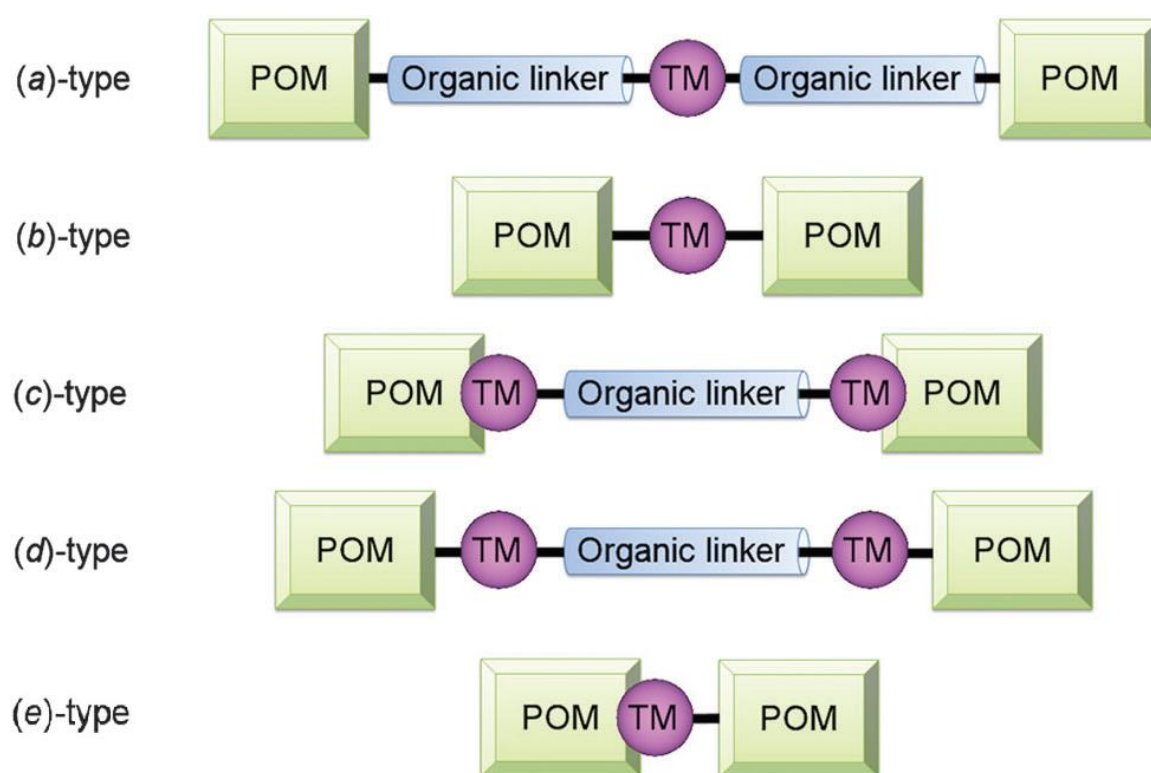 (a)-type POM Organic linker TM Organic linker POM
(b)-type POM TM POM
(c)-type POM TM Organic linker TM POM
(d)-type POM TM Organic linker TM POM
(e)-type POM TM POM